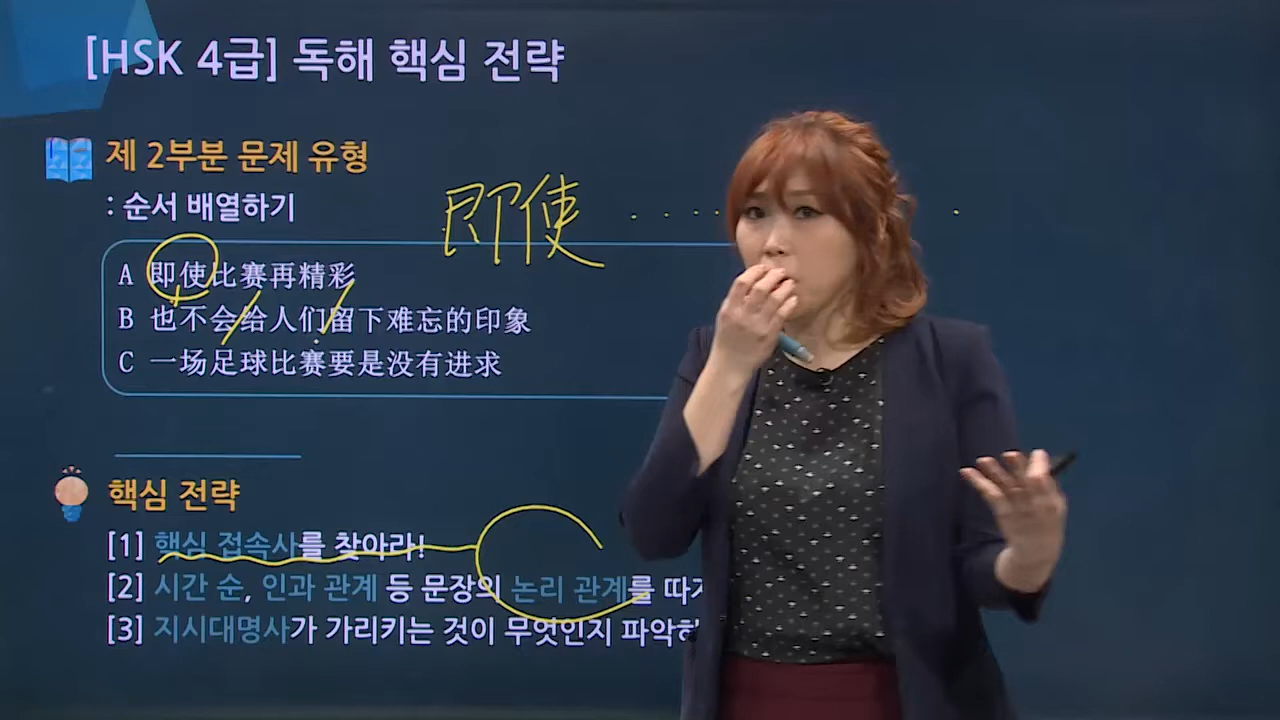 [HSK 4급] 독해 핵심 전략
제 2부분 문제 유형
: 순서 배열하기
即使
A 即使比赛再精彩
B 也不会给人们留下难忘的印象
C 一场足球比赛要是没有进求
핵심 전략
[1] 핵심 접속사를 찾아라!
[2] 시간 순, 인과 관계 등 문장의 논리 관계를
[3] 지시대명사가 가리키는 것이 무엇인지